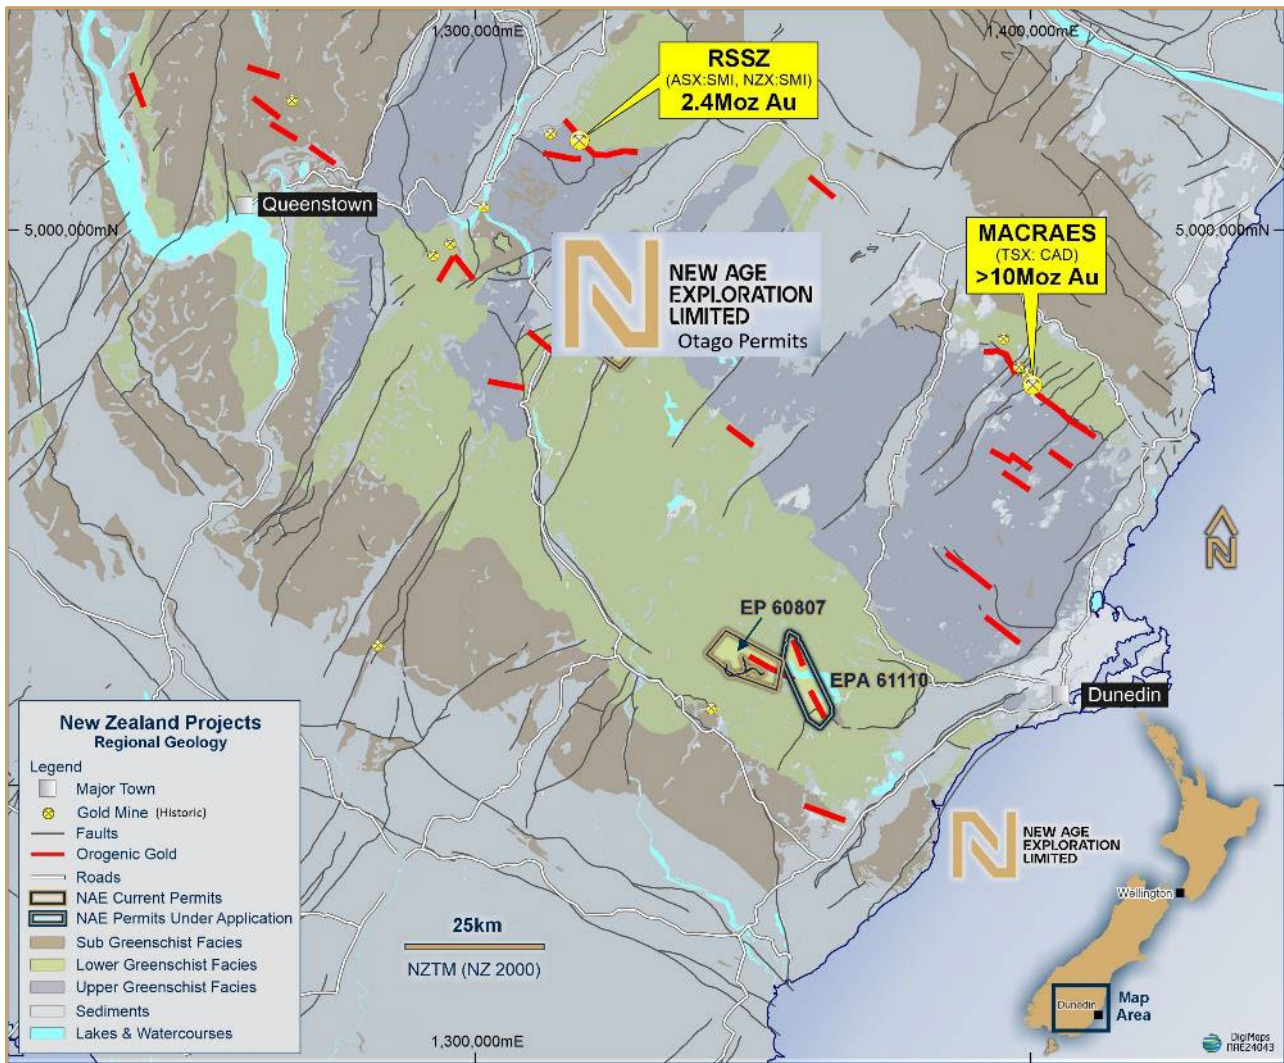 1,300,000mE
1,400,000mE
RSSZ
(ASX:SMI, NZX:SMI)
2.4Moz Au
Queenstown
5,000,000mN
5,000,000mN
MACRAES
(TSX: CAD)
>10Moz Au
N
NEW AGE
EXPLORATION
LIMITED
Otago Permits
N
EP 60807
EPA 61110
Dunedin
New Zealand Projects
Regional Geology
Legend
Major Town
Gold Mine (Historic)
Faults
Orogenic Gold
Roads
NAE Current Permits
NAE Permits Under Application
Sub Greenschist Facies
Lower Greenschist Facies
Upper Greenschist Facies
Sediments
Lakes & Watercourses
25km
NZTM (NZ 2000)
1,300,000mE
N
NEW AGE
EXPLORATION
LIMITED
Wellington
Dunedin
Map
Area
DigiMaps
NAE24043